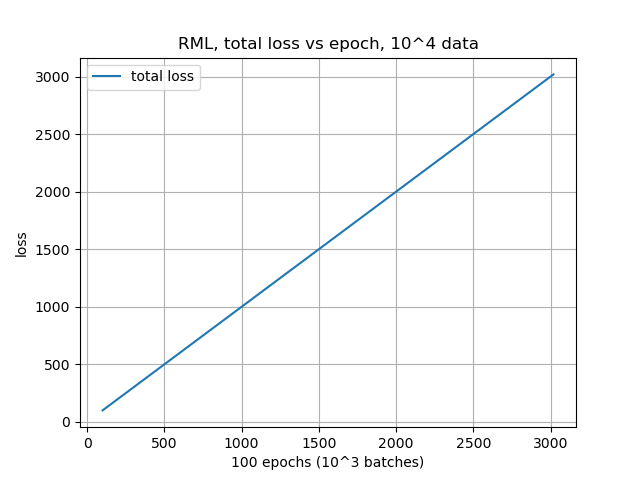 RML, total loss vs epoch, 10^4 data
total loss
3000
2500
2000
1500
1000
500
0
loss
0 500 1000 1500 2000 2500 3000
100 epochs (10^3 batches)